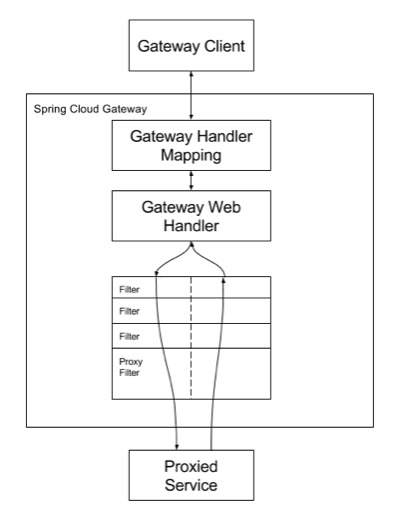 Gateway Client
Spring Cloud Gateway
Gateway Handler
Mapping
Gateway Web
Handler
Filter
Filter
Filter
Proxy
Filter
Proxied
Service